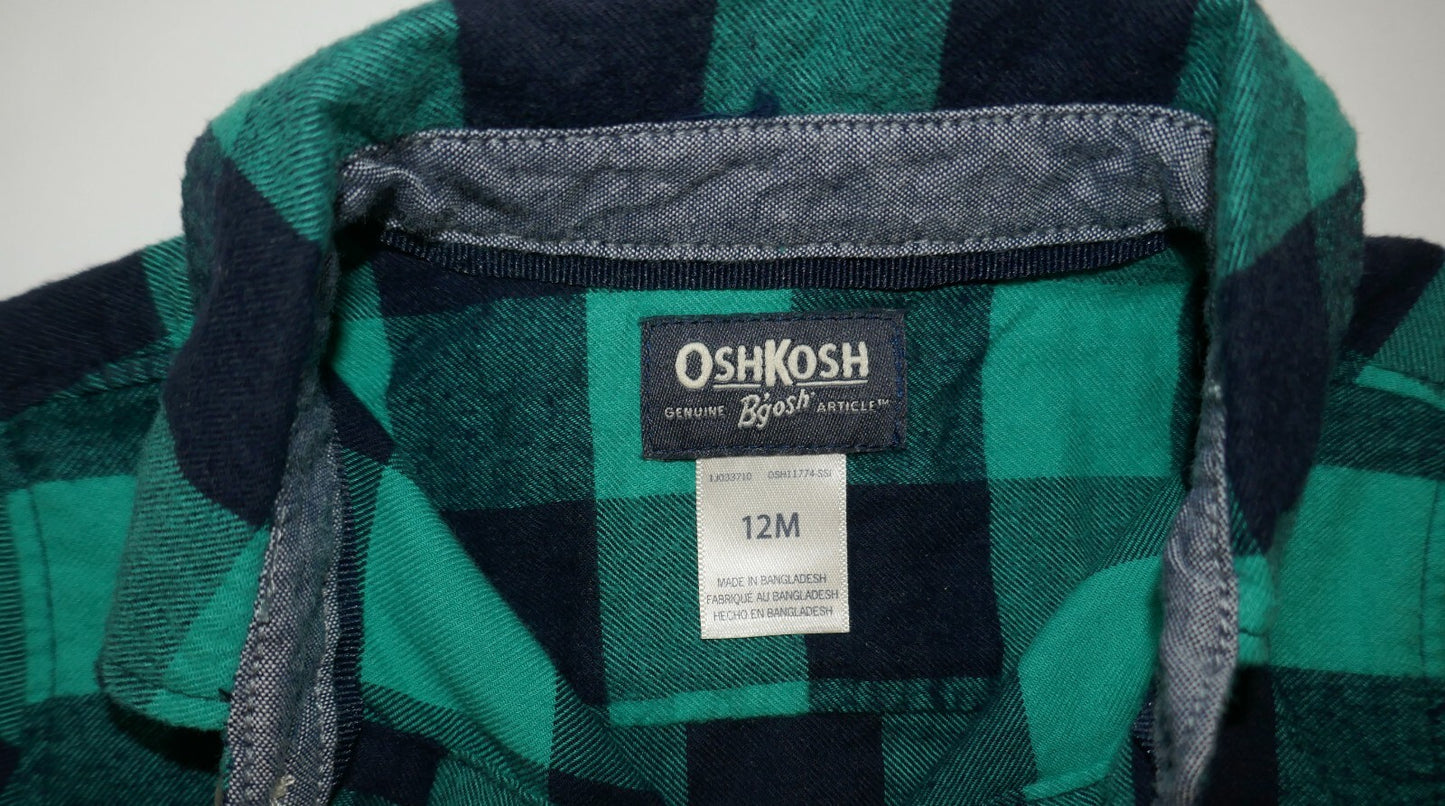 OSHKOSH
GENUINE B'gosh® ARTICLE™
1J033710 OSH11774-SSI
12M
MADE IN BANGLADESH
FABRIQUÉ AU BANGLADESH
HECHO EN BANGLADESH